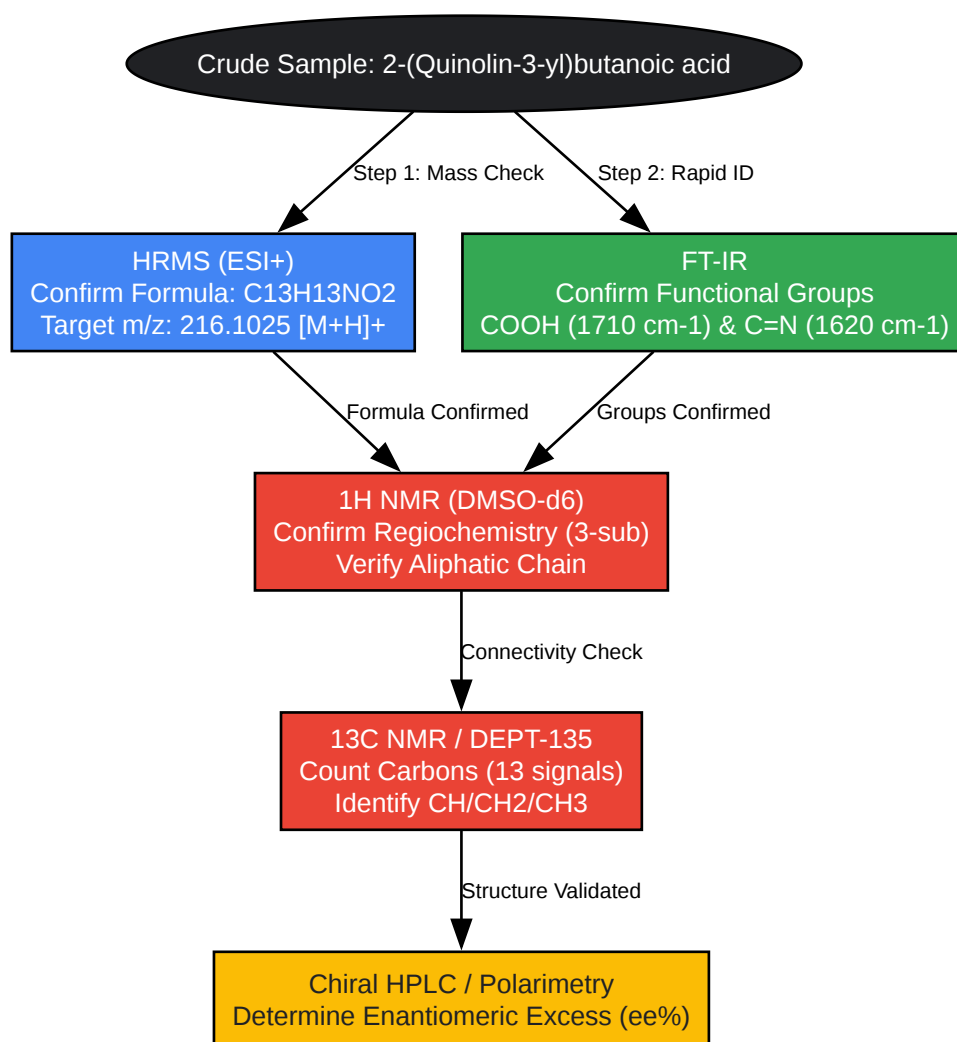 Crude Sample: 2-(Quinolin-3-yl)butanoic acid
Step 1: Mass Check
Step 2: Rapid ID
HRMS (ESI+)
Confirm Formula: C13H13NO2
Target m/z: 216.1025 [M+H]+
FT-IR
Confirm Functional Groups
COOH (1710 cm-1) & C=N (1620 cm-1)
Formula Confirmed
Groups Confirmed
1H NMR (DMSO-d6)
Confirm Regiochemistry (3-sub)
Verify Aliphatic Chain
Connectivity Check
13C NMR / DEPT-135
Count Carbons (13 signals)
Identify CH/CH2/CH3
Structure Validated
Chiral HPLC / Polarimetry
Determine Enantiomeric Excess (ee%)